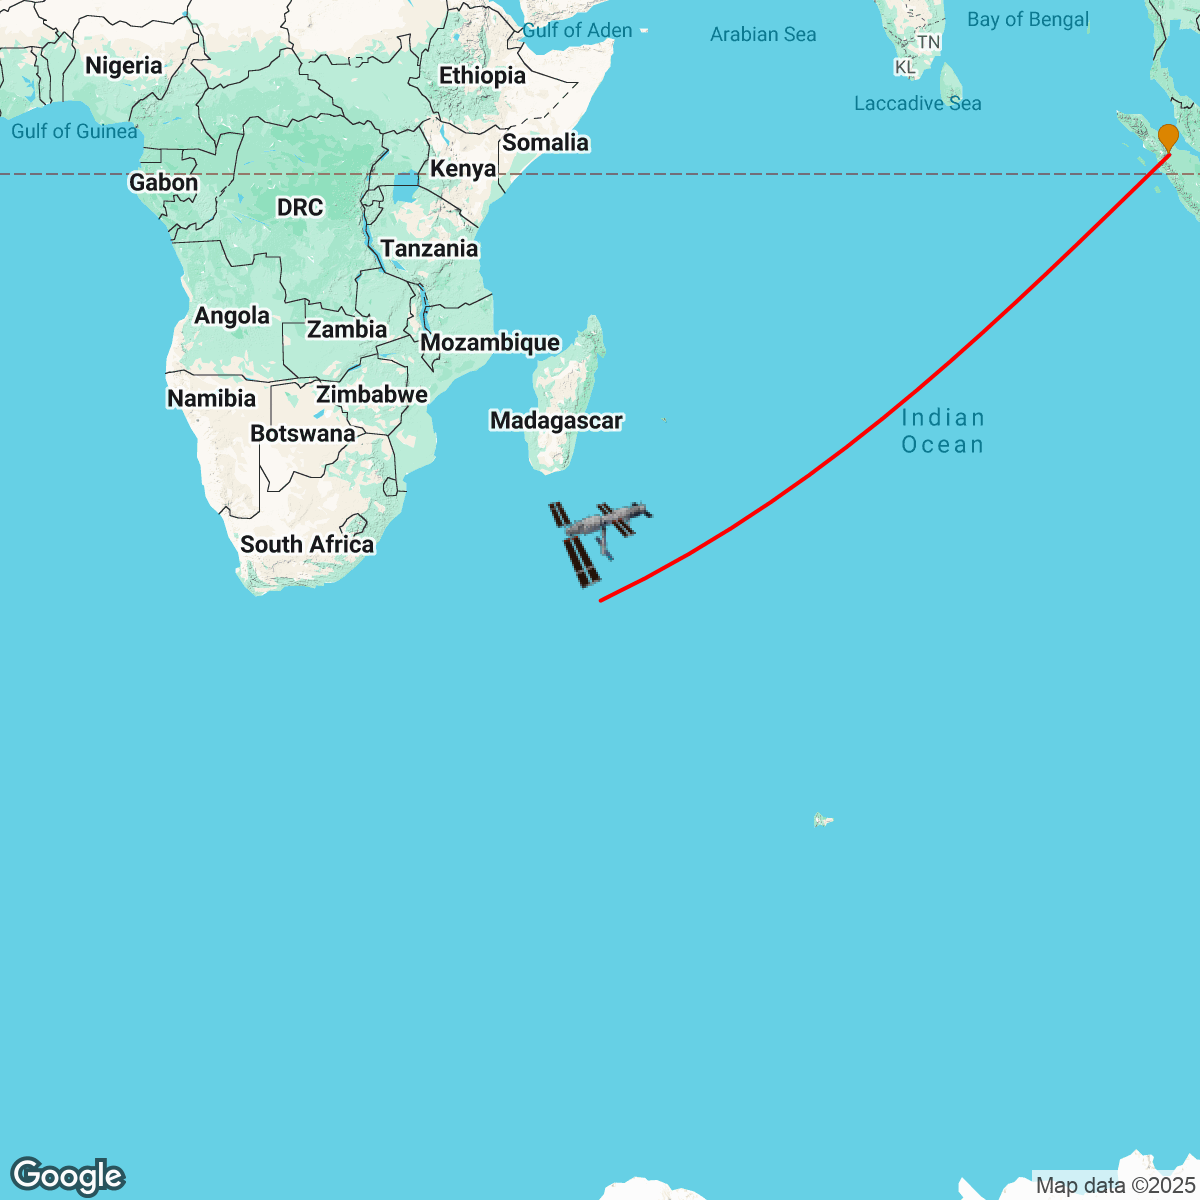 Gulf of Aden
Arabian Sea
Bay of Bengal
TN
KL
Nigeria
Ethiopia
Laccadive Sea
Gulf of Guinea
Somalia
Kenya
Gabon
DRC
Tanzania
Angola
Zambia
Mozambique
Namibia
Zimbabwe
Botswana
Madagascar
Indian
Ocean
South Africa
Google
Map data ©2025